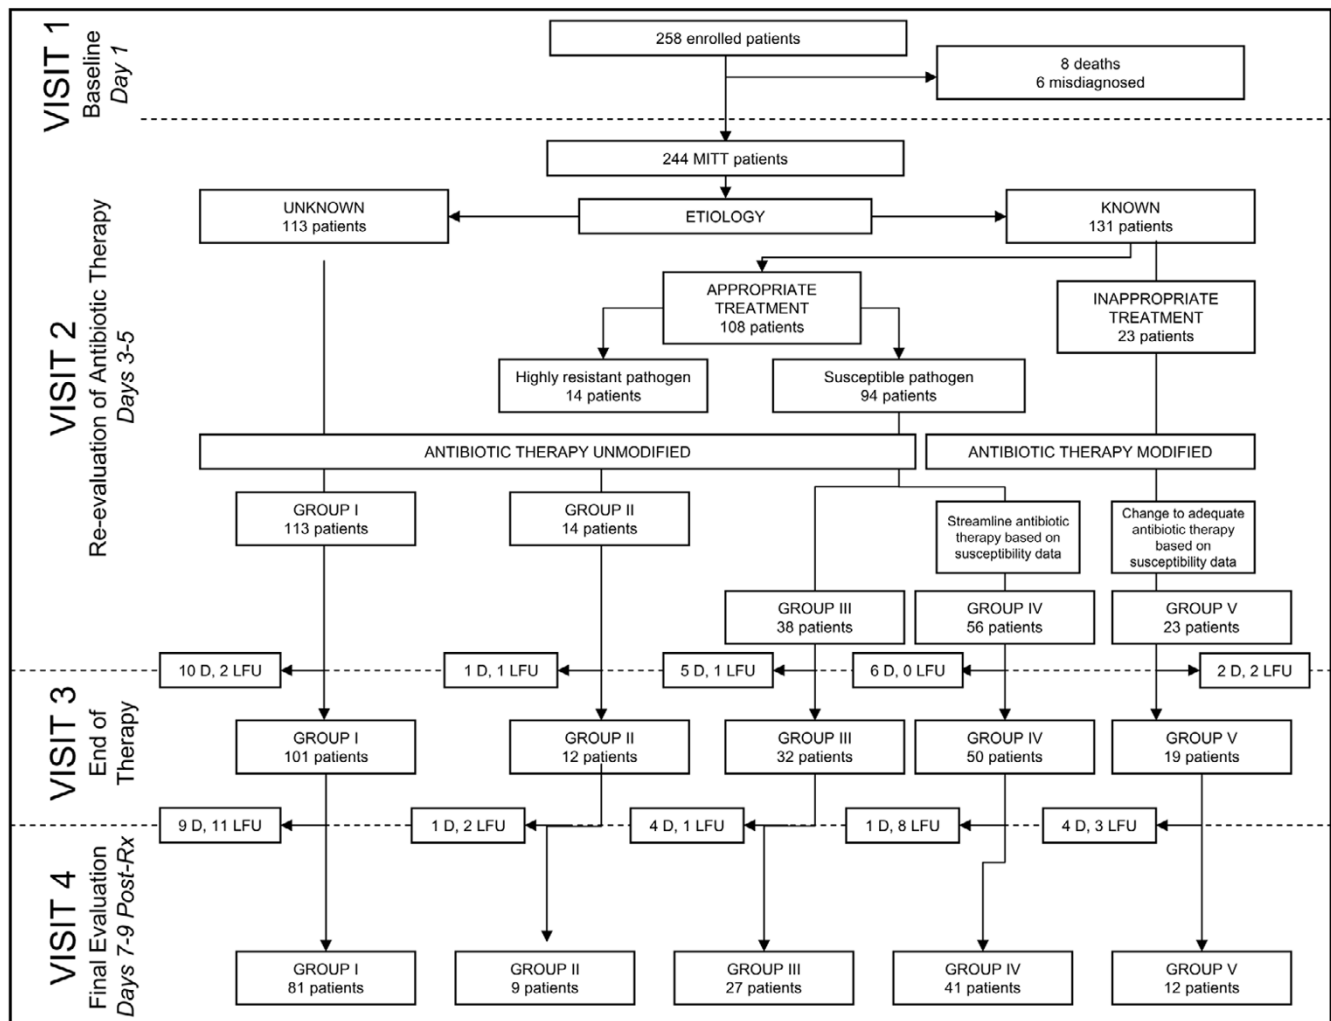 VISIT 1
Baseline
Day 1
258 enrolled patients
8 deaths
6 misdiagnosed
VISIT 2
Re-evaluation of Antibiotic Therapy
Days 3-5
244 MITT patients
UNKNOWN
113 patients
ETIOLOGY
KNOWN
131 patients
APPROPRIATE
TREATMENT
108 patients
INAPPROPRIATE
TREATMENT
23 patients
Highly resistant pathogen
14 patients
Susceptible pathogen
94 patients
ANTIBIOTIC THERAPY UNMODIFIED
ANTIBIOTIC THERAPY MODIFIED
GROUP I
113 patients
GROUP II
14 patients
Streamline antibiotic
therapy based on
susceptibility data
Change to adequate
antibiotic therapy
based on
susceptibility data
GROUP III
38 patients
GROUP IV
56 patients
GROUP V
23 patients
10 D, 2 LFU
1 D, 1 LFU
5 D, 1 LFU
6 D, 0 LFU
2 D, 2 LFU
VISIT 3
End of
Therapy
GROUP I
101 patients
GROUP II
12 patients
GROUP III
32 patients
GROUP IV
50 patients
GROUP V
19 patients
9 D, 11 LFU
1 D, 2 LFU
4 D, 1 LFU
1 D, 8 LFU
4 D, 3 LFU
VISIT 4
Final Evaluation
Days 7-9 Post-Rx
GROUP I
81 patients
GROUP II
9 patients
GROUP III
27 patients
GROUP IV
41 patients
GROUP V
12 patients